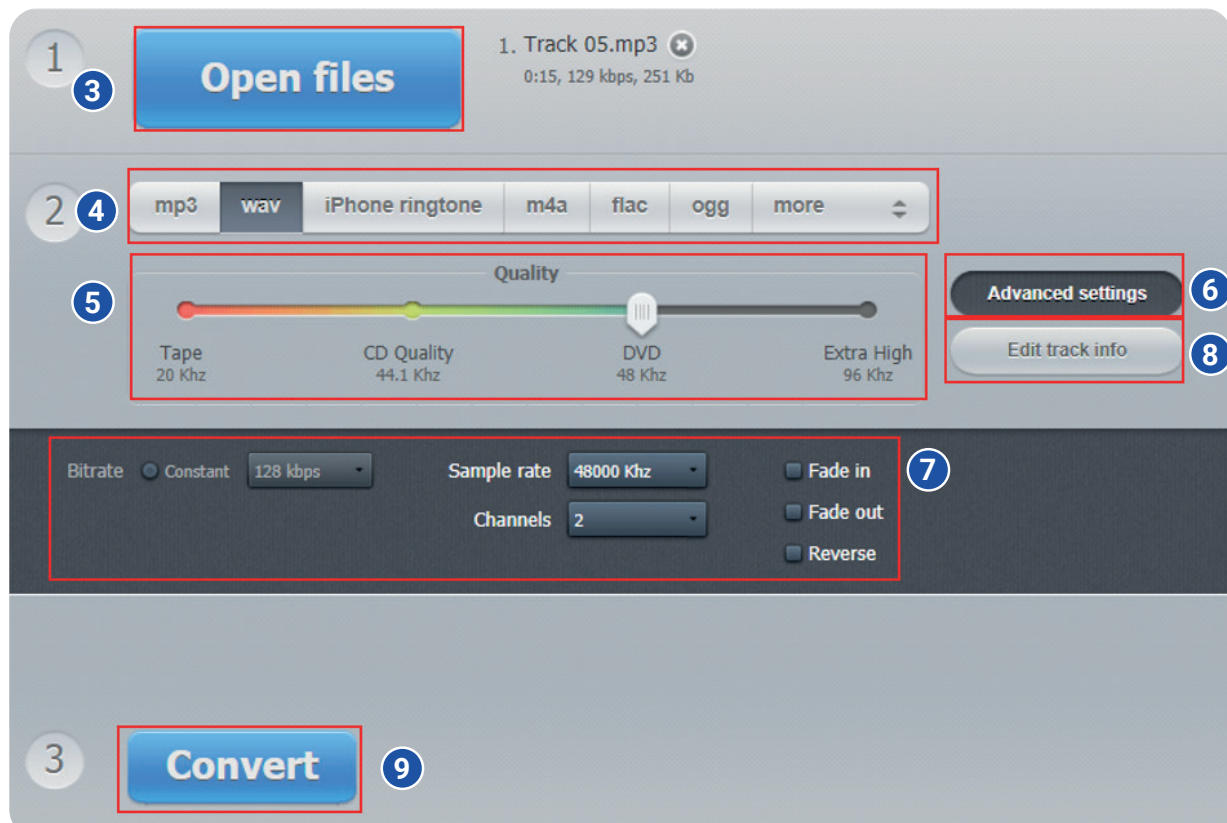 1
3
Open files
1. Track 05.mp3
0:15, 129 kbps, 251 Kb
2
4
mp3 wav iPhone ringtone m4a flac ogg more
5
Quality
Tape CD Quality DVD Extra High
20 Khz 44.1 Khz 48 Khz 96 Khz
Advanced settings
6
Edit track info
8
Bitrate Constant 128 kbps Sample rate 48000 Khz Fade in
7
Channels 2 Fade out
Reverse
3
Convert
9